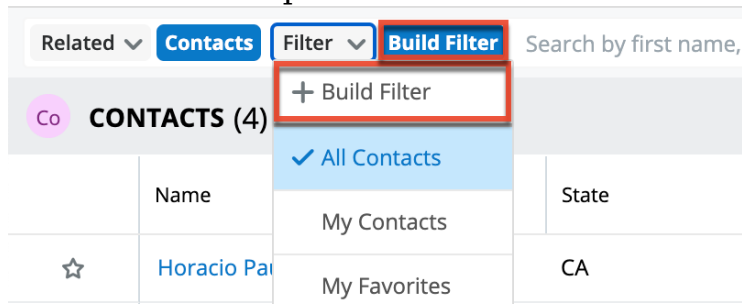 Related Contacts Filter Build Filter Search by first name,
+ Build Filter
Co CONTACTS (4)
All Contacts
Name State
My Contacts
Horacio CA
My Favorites